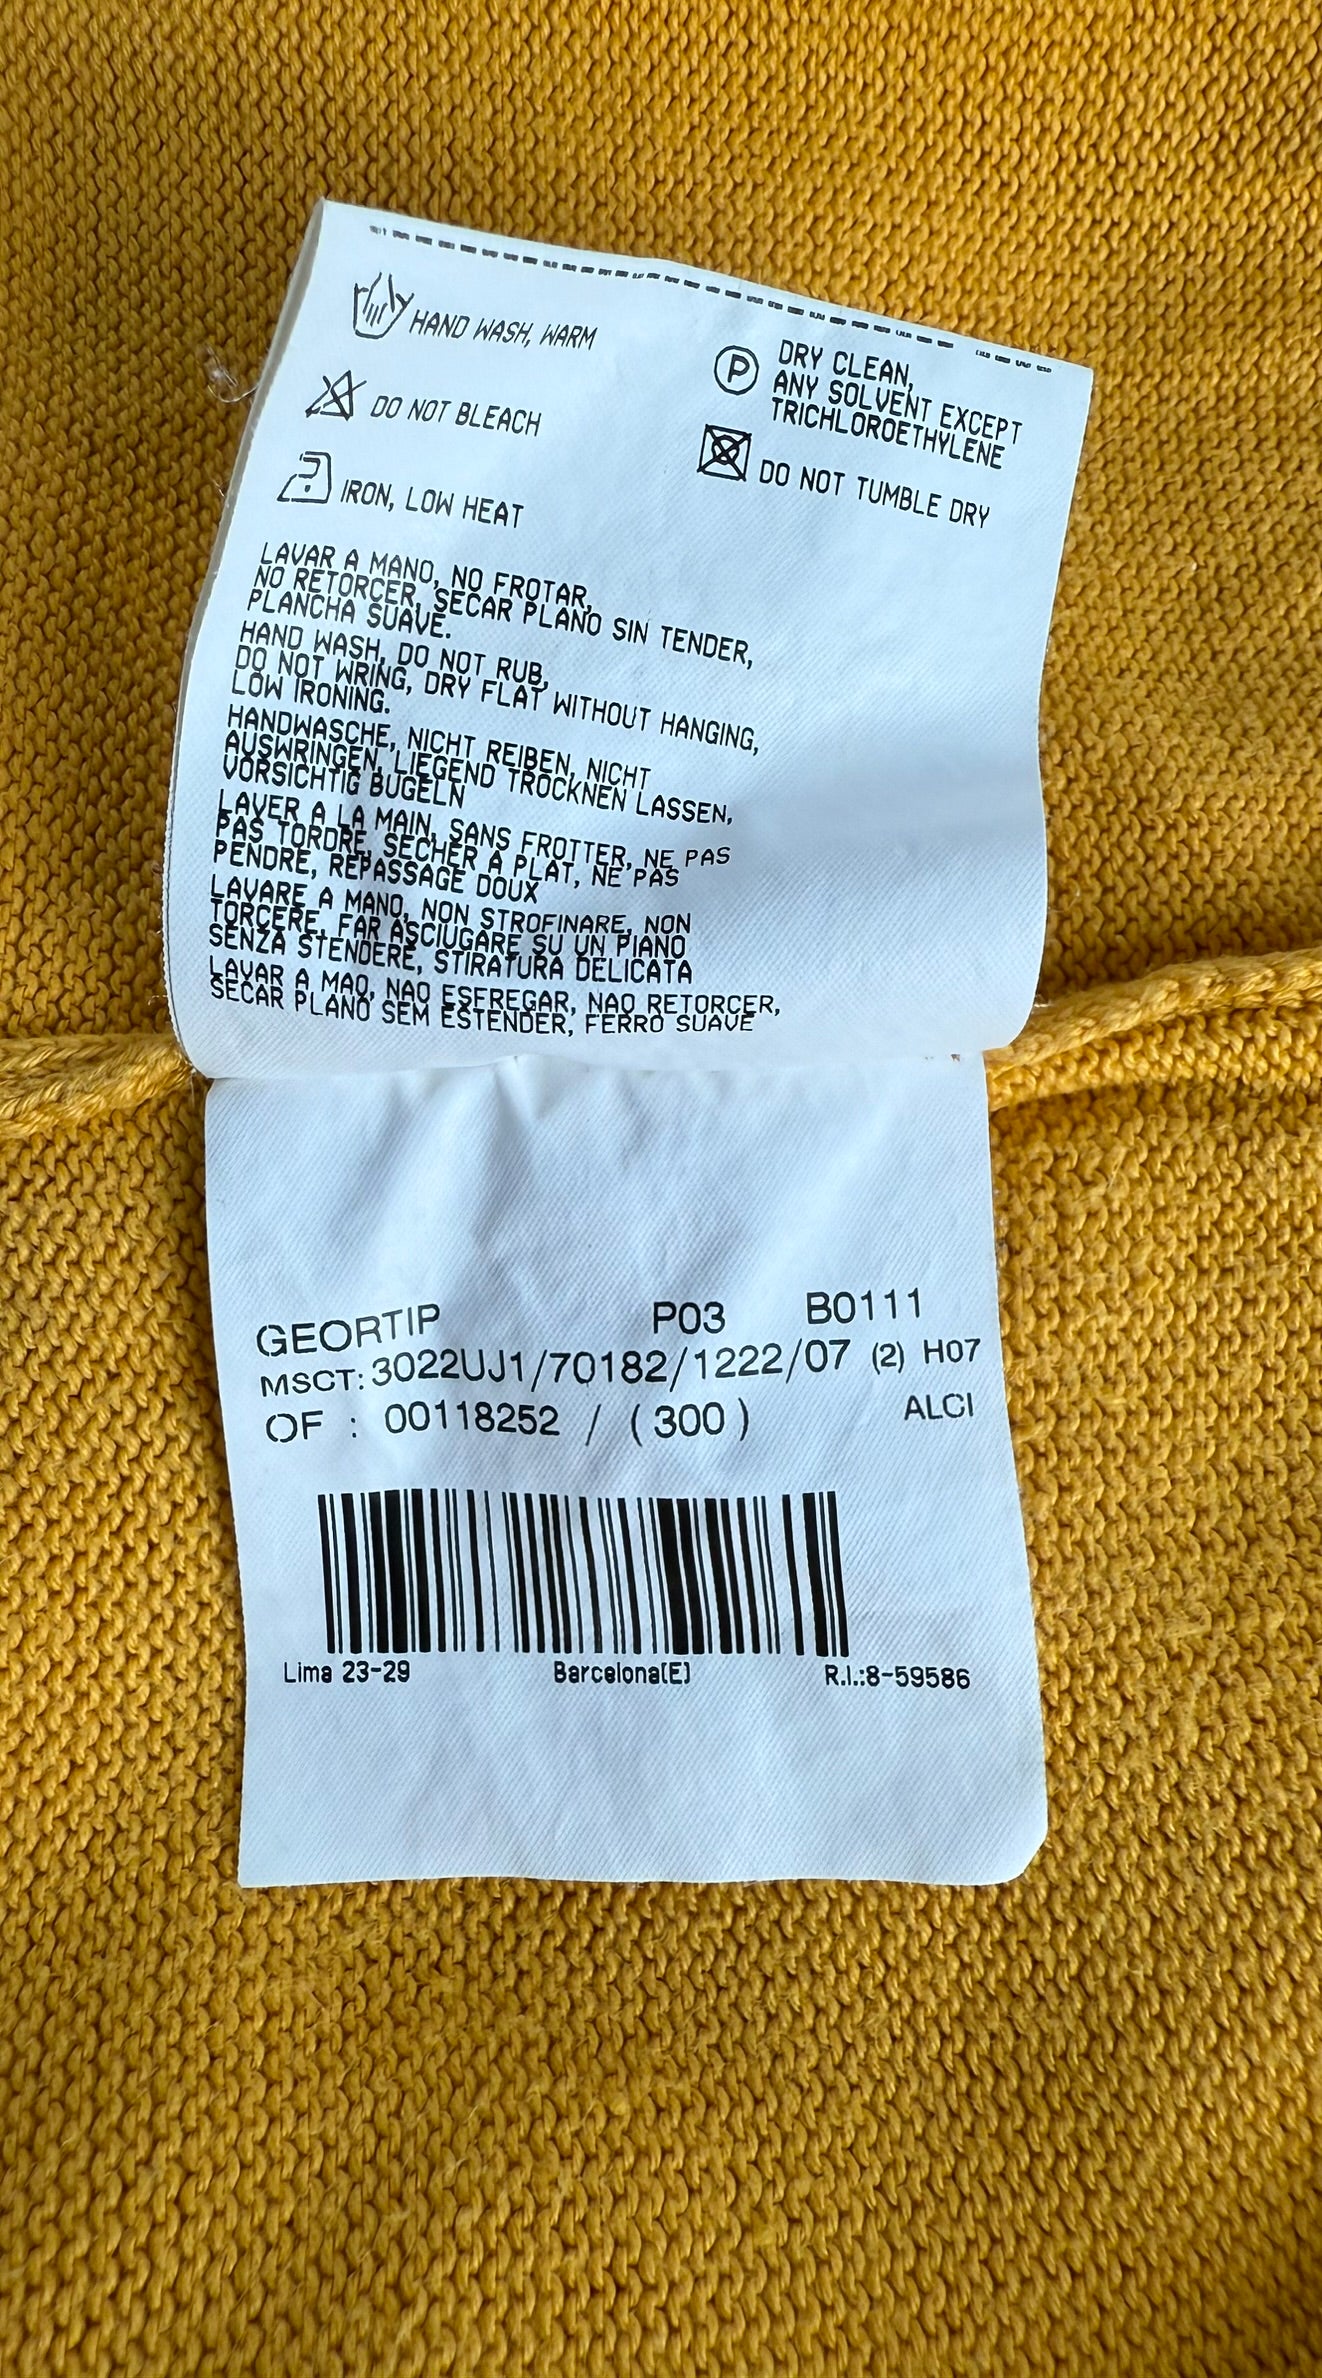 HAND WASH, WARM
DO NOT BLEACH
IRON, LOW HEAT
P
DRY CLEAN,
ANY SOLVENT EXCEPT
TRICHLOROETHYLENE
DO NOT TUMBLE DRY
LAVAR A MANO, NO FROTAR,
NO RETORCER, SECAR PLANO SIN TENDER,
PLANCHA SUAVE.
HAND WASH, DO NOT RUB,
DO NOT WRING, DRY FLAT WITHOUT HANGING,
LOW IRONING.
HANDWASCHE, NICHT REIBEN, NICHT
AUSWRINGEN, LIEGEND TROCKNEN LASSEN,
VORSICHTIG BUGELN
LAVER A LA MAIN, SANS FROTTER, NE PAS
PAS TORDRE, SECHER A PLAT, NE PAS
PENDRE, REPASSAGE DOUX
LAVARE A MANO, NON STROFINARE, NON
TORCERE, FAR ASCIUGARE SU UN PIANO
SENZA STENDERE, STIRATURA DELICATA
LAVAR A MAO, NAO ESFREGAR, NAO RETORCER,
SECAR PLANO SEM ESTENDER, FERRO SUAVE
GEORTIP P03 B0111
MSCT: 3022UJ1/70182/1222/07 (2) H07
OF : 00118252 / ( 300 ) ALCI
Lima 23-29 Barcelona(E) R.I.:8-59586